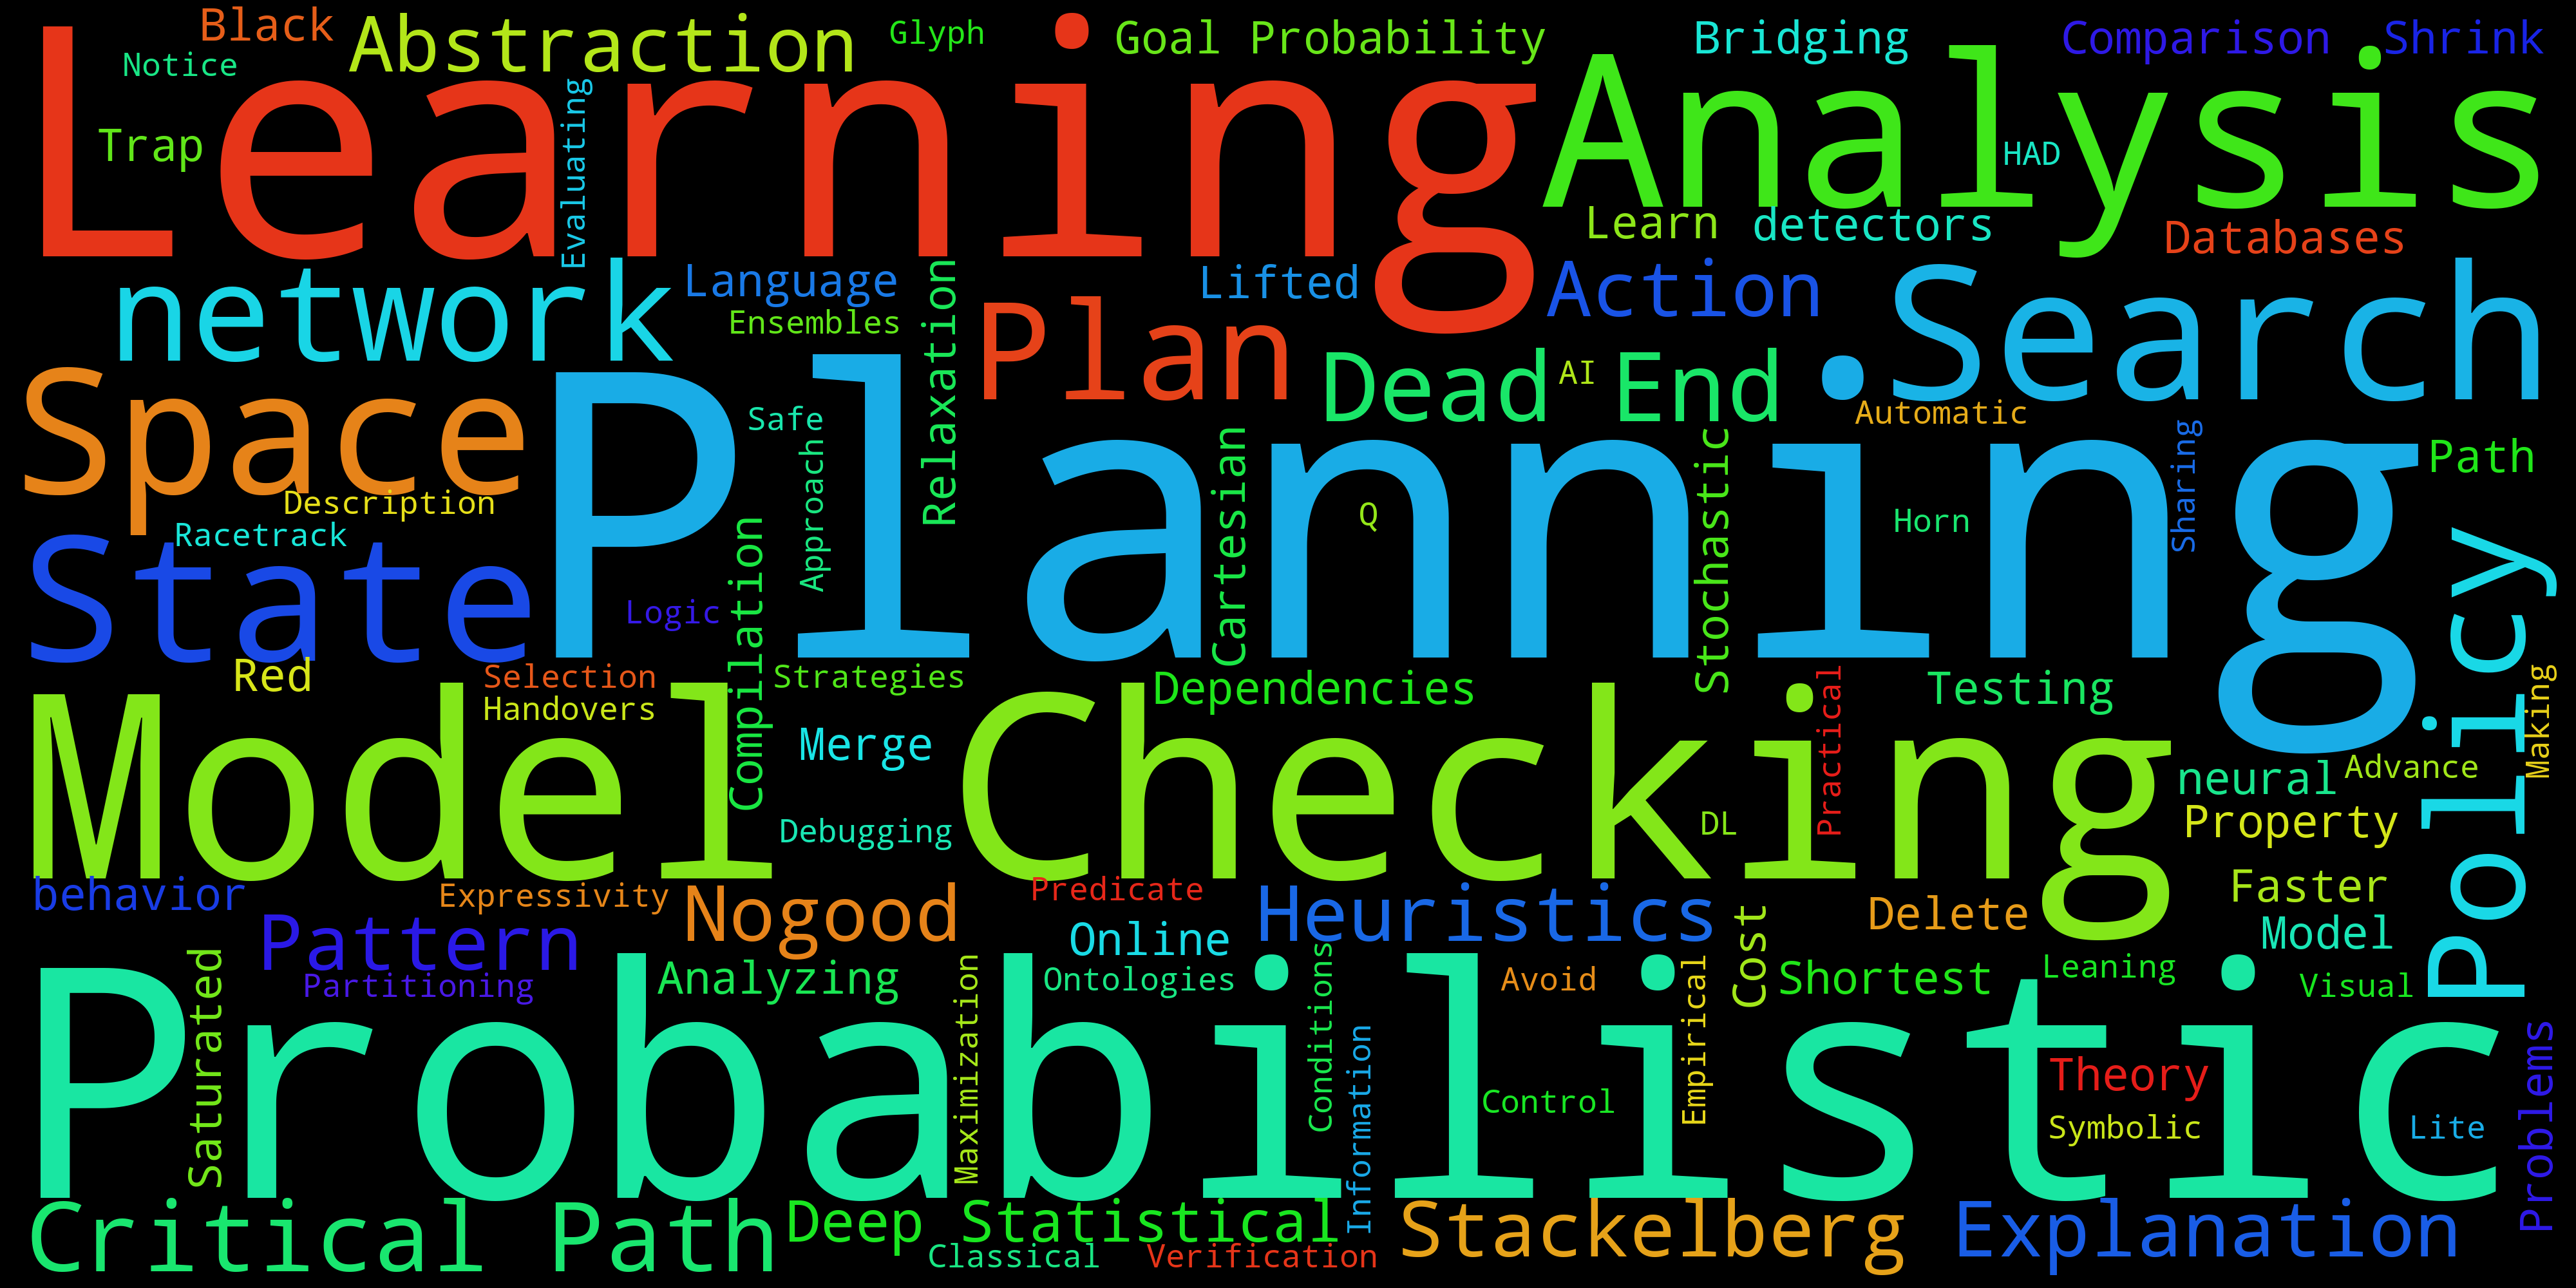 Black
Abstraction
Glyph
Goal Probability
Bridging
Comparison
Shrink
Notice
Learning
Analysis
Trap
Evaluating
HAD
Learn
detectors
Databases
network
Language
Relaxation
Lifted
Action
Search
Ensembles
Plan
Dead End
AI
Space
Safe
Automatic
Description
Approach
Cartesian
Stochastic
Sharing
Path
Racetrack
Planning
Q
Horn
State
Logic
Compilation
Policy
Red
Selection
Strategies
Dependencies
Practical
Testing
Making
Handovers
Model Checking
Merge
neural
Advance
Debugging
DL
Property
behavior
Expressivity
Nogood
Predicate
Heuristics
Cost
Delete
Faster
Pattern
Online
Model
Partitioning
Saturated
Analyzing
Maximization
Ontologies
Conditions
Avoid
Empirical
Shortest
Leaning
Visual
Probabilistic
Information
Control
Theory
Problems
Symbolic
Lite
Critical Path
Deep
Statistical
Stackelberg
Explanation
Classical
Verification